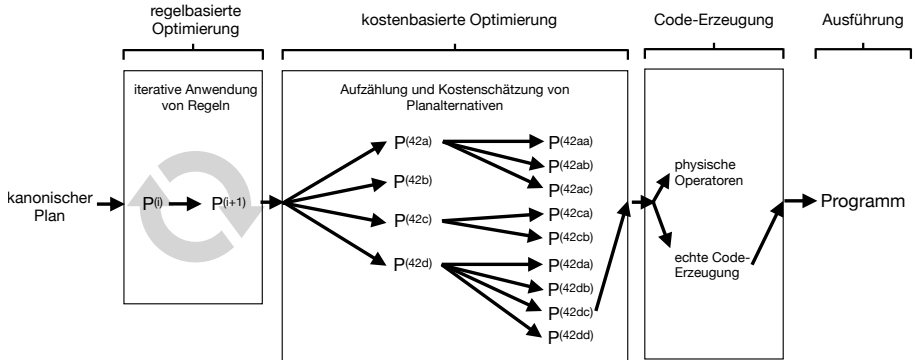 regelbasierte
Optimierung
kostenbasierte Optimierung
Code-Erzeugung
Ausführung
iterative Anwendung
von Regeln
Aufzählung und Kostenschätzung von
Planalternativen
kanonischer
Plan
P(i)
P(i+1)
P(42a)
P(42b)
P(42c)
P(42d)
P(42aa)
P(42ab)
P(42ac)
P(42ca)
P(42cb)
P(42da)
P(42db)
P(42dc)
P(42dd)
physische
Operatoren
echte Code-
Erzeugung
Programm